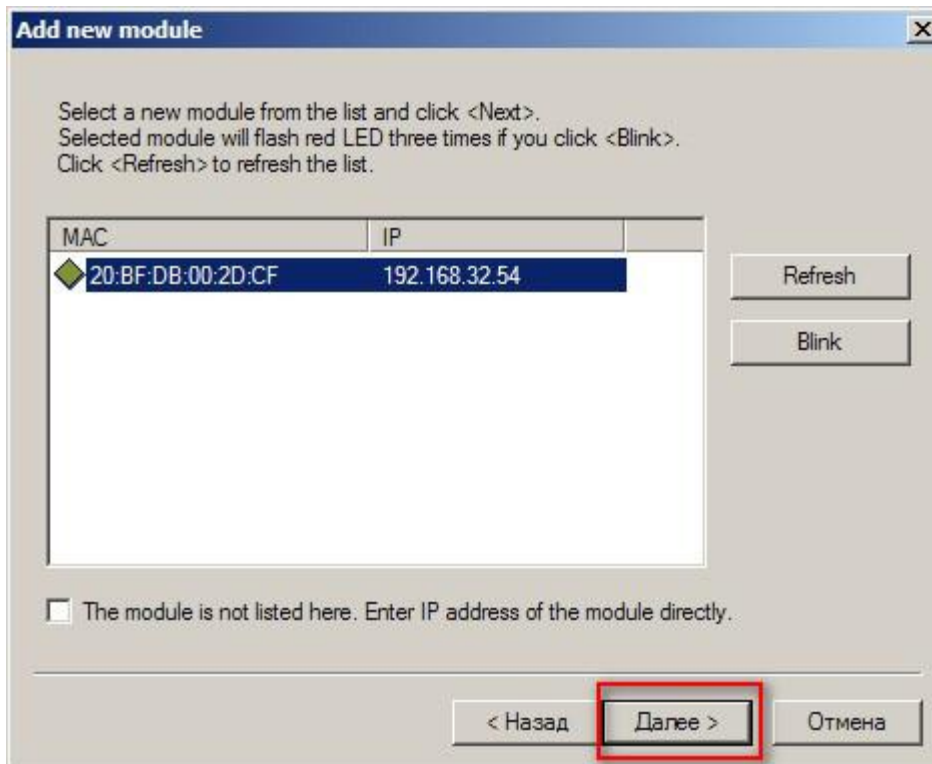 Add new module
Select a new module from the list and click <Next>.
Selected module will flash red LED three times if you click <Blink>.
Click <Refresh> to refresh the list.
MAC IP
20:BF:DB:00:2D:CF 192.168.32.54
Refresh
Blink
The module is not listed here. Enter IP address of the module directly.
< Назад Далее > Отмена